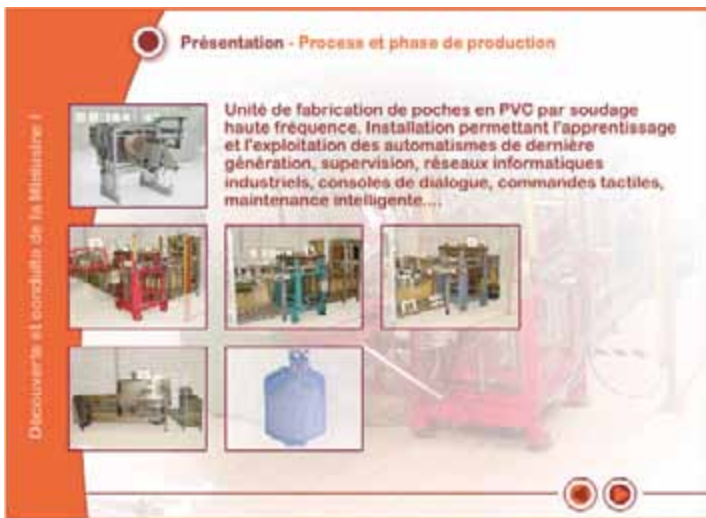 Présentation - Process et phase de production
Unité de fabrication de poches en PVC par soudage
haute fréquence. Installation permettant l'apprentissage
et l'exploitation des automatismes de dernière
génération, supervision, réseaux informatiques
industriels, consoles de dialogue, commandes tactiles,
maintenance intelligente....
Découverte et conduite de la Miniusine !